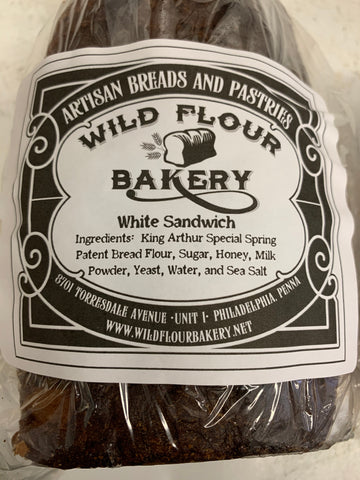 ARTISAN BREADS AND PASTRIES
WILD FLOUR
BAKERY
White Sandwich
Ingredients: King Arthur Special Spring
Patent Bread Flour, Sugar, Honey, Milk
Powder, Yeast, Water, and Sea Salt
8701 TORRESDALE AVENUE · UNIT I · PHILADELPHIA, PENNA
WWW.WILDFLOURBAKERY.NET